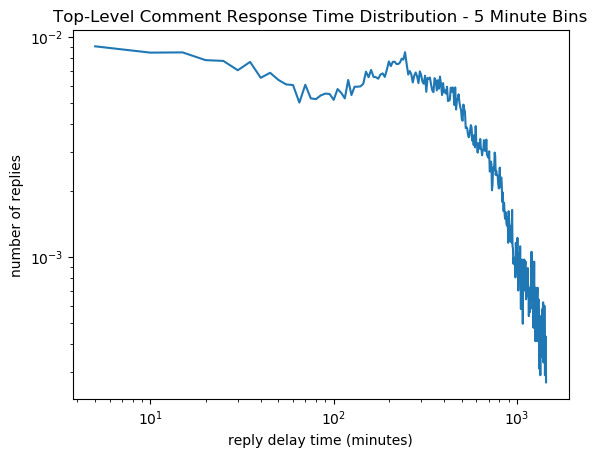 Top-Level Comment Response Time Distribution - 5 Minute Bins
number of replies
10⁻²
10⁻³
10¹ 10² 10³
reply delay time (minutes)